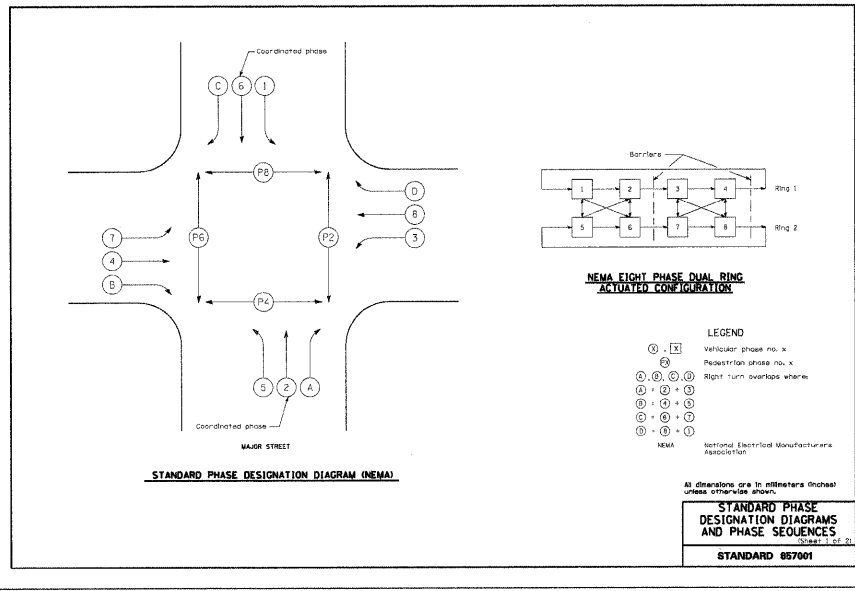 Coordinated phase
C 6 1
P8
D
8
3
7
4
B
P6
P2
P4
5 2 A
Coordinated phase
MAJOR STREET
STANDARD PHASE DESIGNATION DIAGRAM (NEMA)
Barriers
1 2 3 4 Ring 1
5 6 7 8 Ring 2
NEMA EIGHT PHASE DUAL RING
ACTUATED CONFIGURATION
LEGEND
X , X Vehicular phase no. x
PX Pedestrian phase no. x
A , B , C , D Right turn overlaps where:
A = 2 + 3
B = 4 + 5
C = 6 + 7
D = 8 + 1
NEMA National Electrical Manufacturers
Association
All dimensions are in millimeters (inches)
unless otherwise shown.
STANDARD PHASE
DESIGNATION DIAGRAMS
AND PHASE SEQUENCES
(Sheet 1 of 2)
STANDARD 857001